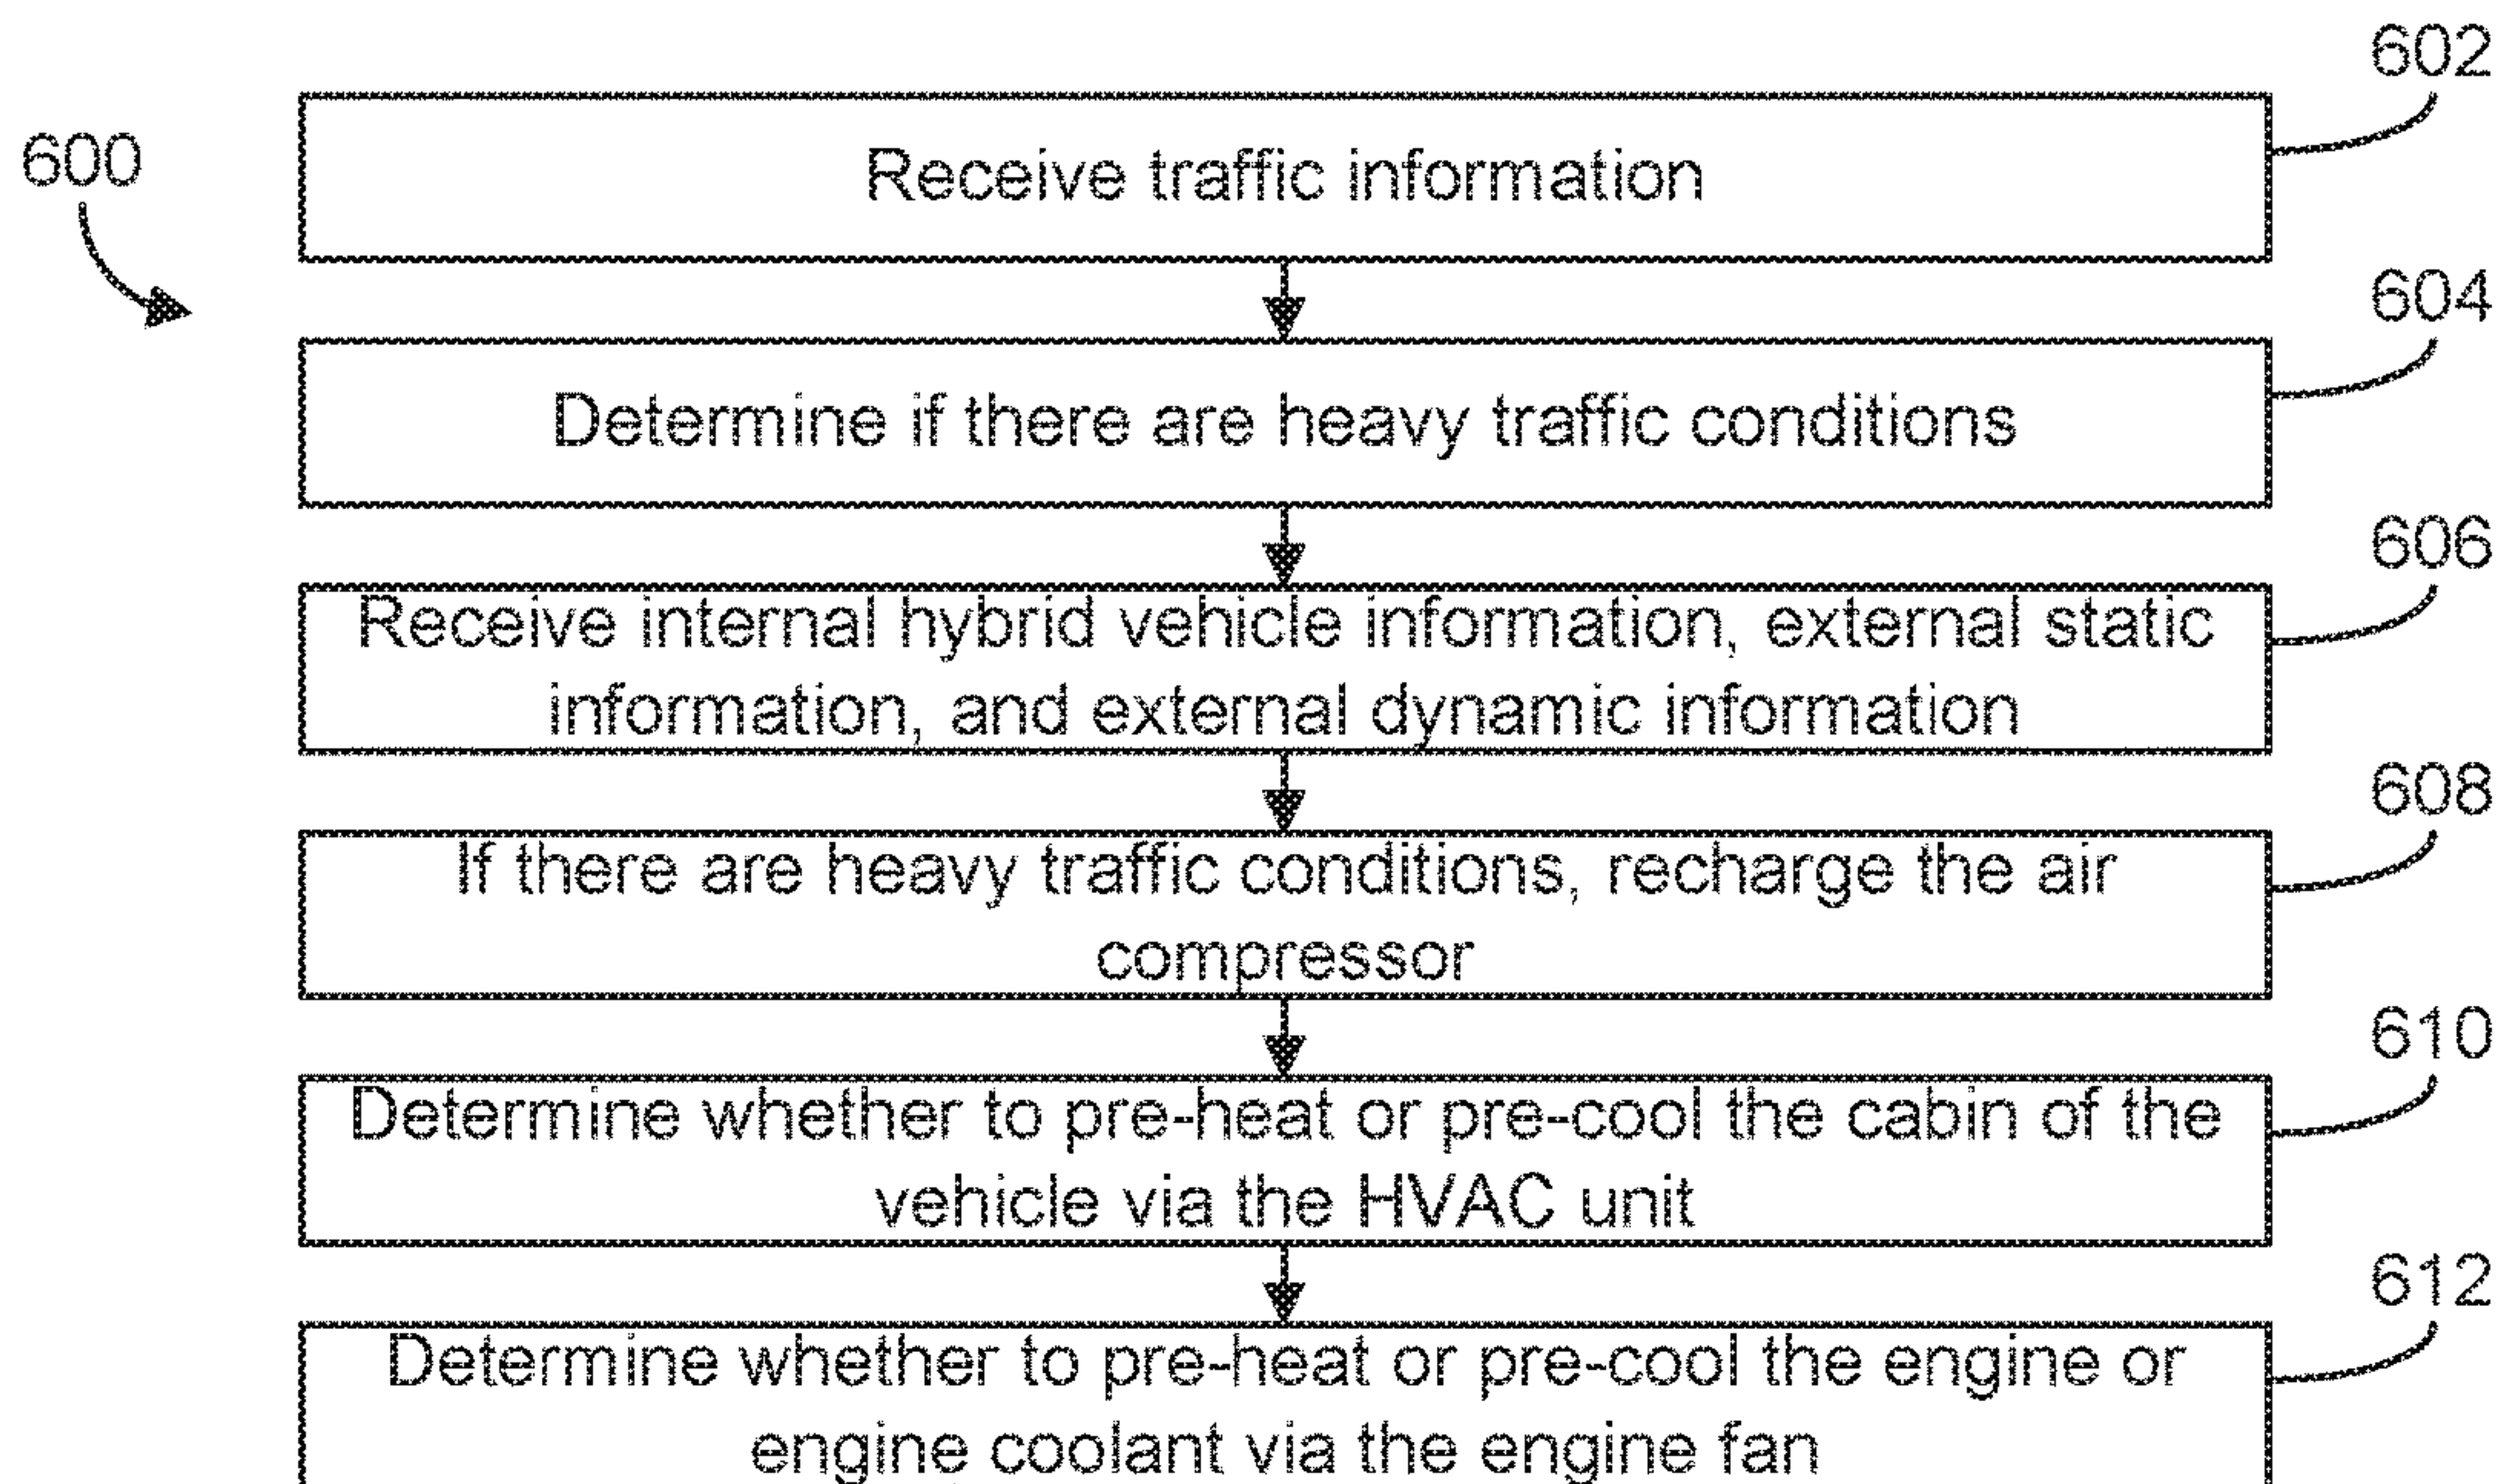 602
600
Receive traffic information
604
Determine if there are heavy traffic conditions
606
Receive internal hybrid vehicle information, external static
information, and external dynamic information
608
If there are heavy traffic conditions, recharge the air
compressor
610
Determine whether to pre-heat or pre-cool the cabin of the
vehicle via the HVAC unit
612
Determine whether to pre-heat or pre-cool the engine or
engine coolant via the engine fan